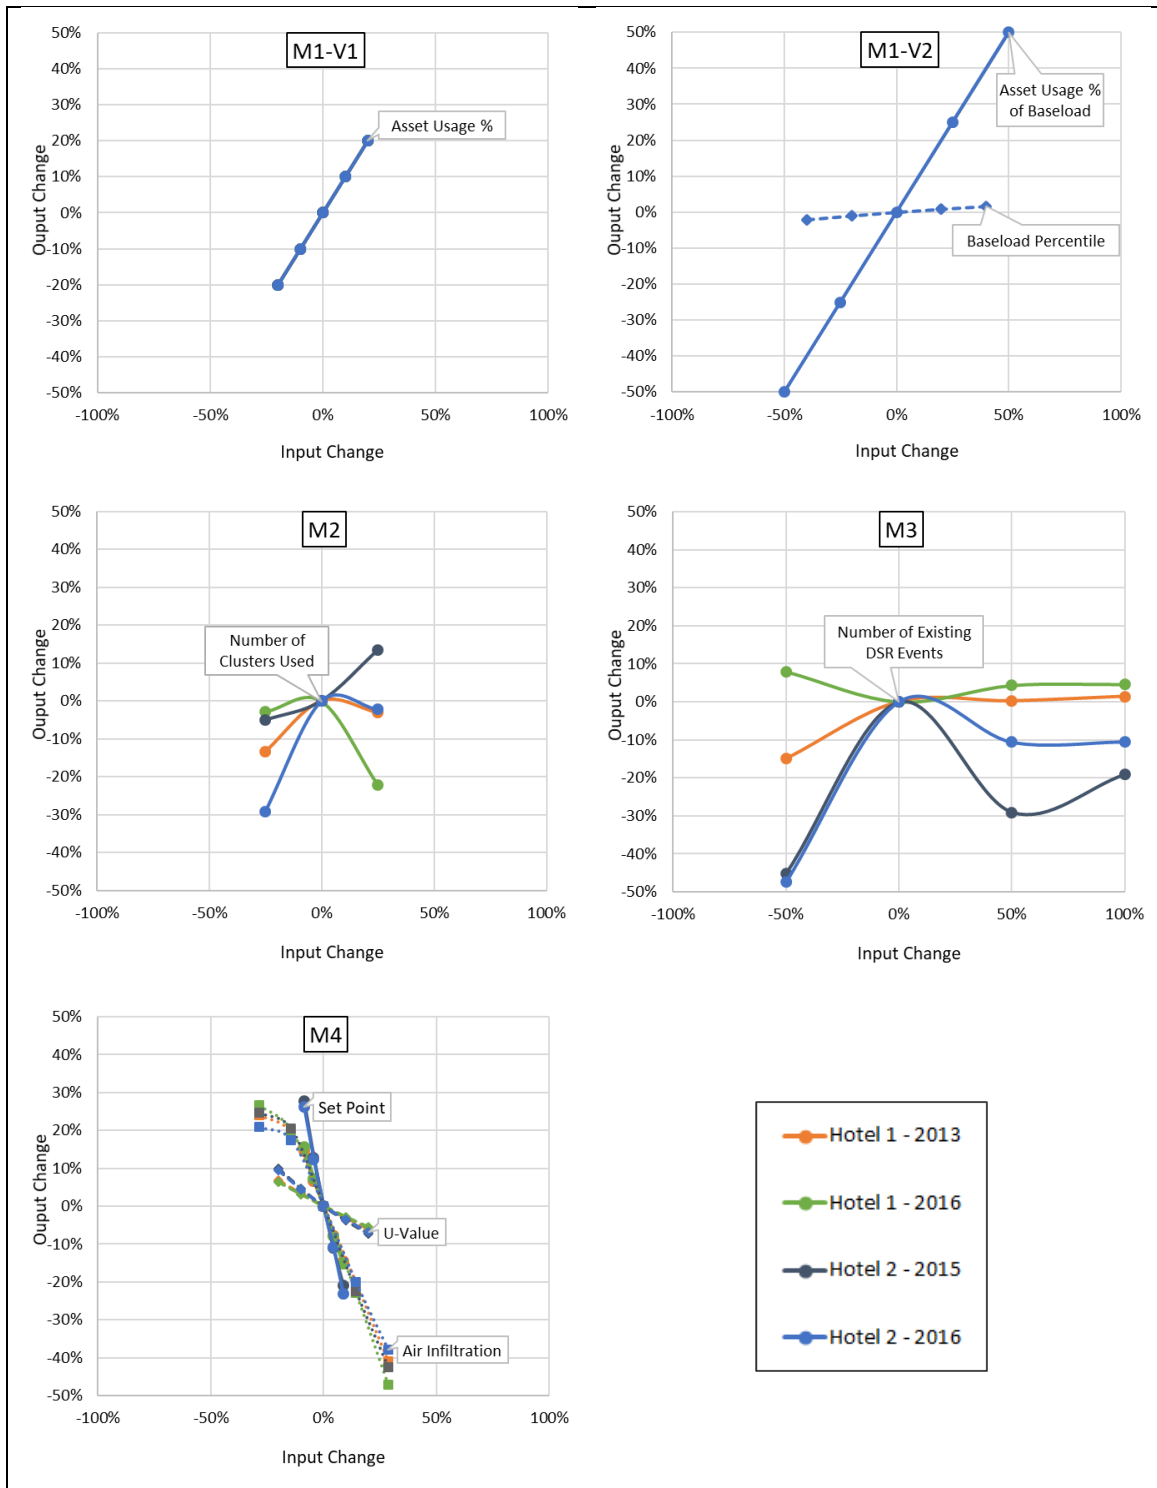 M1-V1
50%
40%
30%
20%
10%
0%
-10%
-20%
-30%
-40%
-50%
Ouput Change
Asset Usage %
-100%
-50%
0%
50%
100%
Input Change
M1-V2
50%
40%
30%
20%
10%
0%
-10%
-20%
-30%
-40%
-50%
Ouput Change
Asset Usage %
of Baseload
Baseload Percentile
-100%
-50%
0%
50%
100%
Input Change
M2
50%
40%
30%
20%
10%
0%
-10%
-20%
-30%
-40%
-50%
Ouput Change
Number of
Clusters Used
-100%
-50%
0%
50%
100%
Input Change
M3
50%
40%
30%
20%
10%
0%
-10%
-20%
-30%
-40%
-50%
Ouput Change
Number of Existing
DSR Events
-100%
-50%
0%
50%
100%
Input Change
M4
50%
40%
30%
20%
10%
0%
-10%
-20%
-30%
-40%
-50%
Ouput Change
Set Point
U-Value
Air Infiltration
-100%
-50%
0%
50%
100%
Input Change
Hotel 1 - 2013
Hotel 1 - 2016
Hotel 2 - 2015
Hotel 2 - 2016